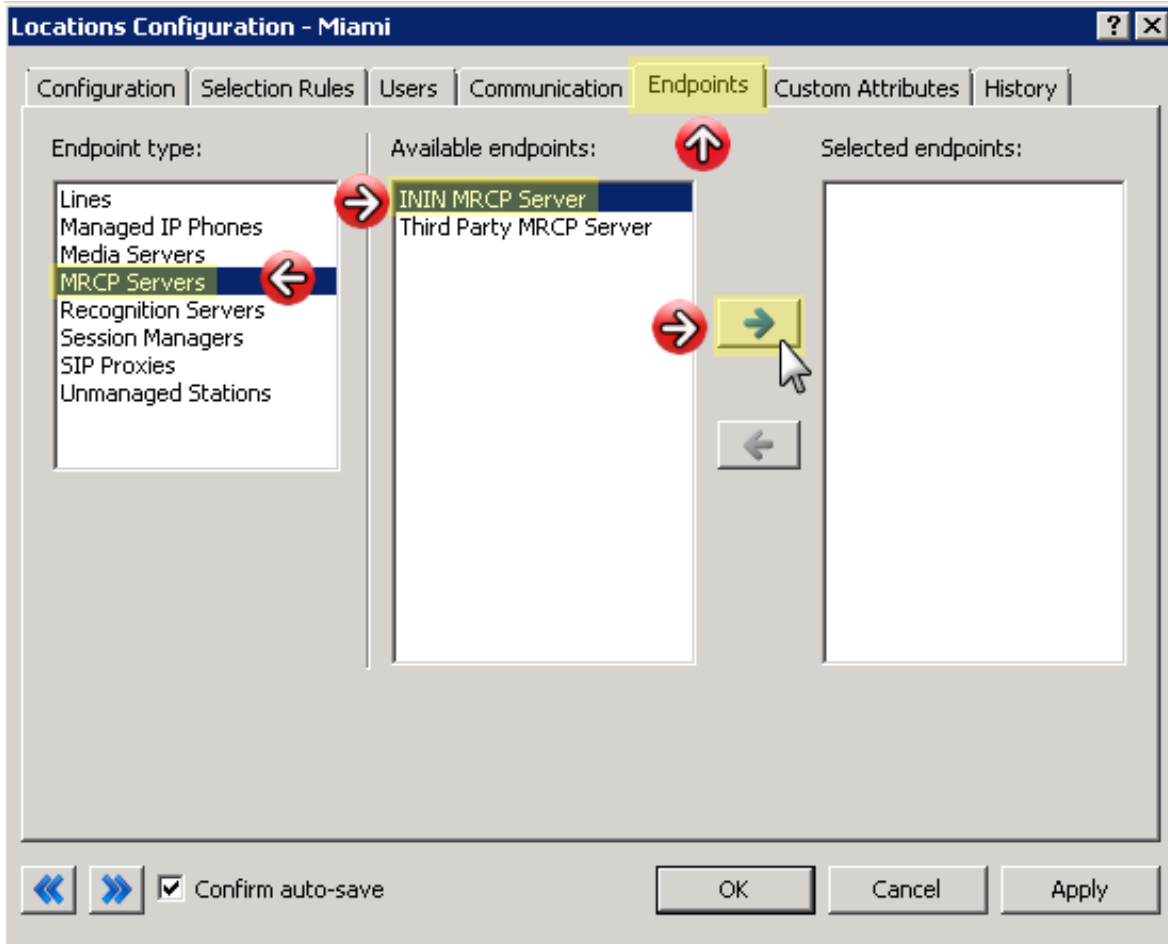 Locations Configuration - Miami
Configuration Selection Rules Users Communication Endpoints Custom Attributes History
Endpoint type:
Lines
Managed IP Phones
Media Servers
MRCP Servers
Recognition Servers
Session Managers
SIP Proxies
Unmanaged Stations
Available endpoints:
ININ MRCP Server
Third Party MRCP Server
Selected endpoints:
Confirm auto-save
OK Cancel Apply